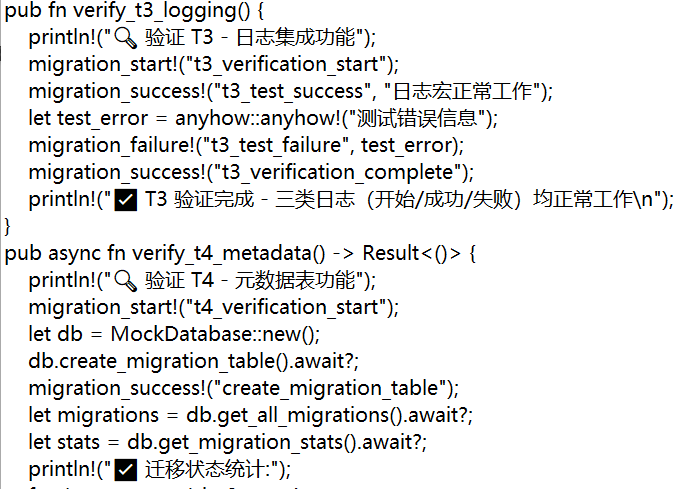 pub fn verify_t3_logging() {
println!("🔍 验证 T3 - 日志集成功能");
migration_start!("t3_verification_start");
migration_success!("t3_test_success", "日志宏正常工作");
let test_error = anyhow::anyhow!("测试错误信息");
migration_failure!("t3_test_failure", test_error);
migration_success!("t3_verification_complete");
println!("✅ T3 验证完成 - 三类日志（开始/成功/失败）均正常工作\n");
}
pub async fn verify_t4_metadata() -> Result<()> {
println!("🔍 验证 T4 - 元数据表功能");
migration_start!("t4_verification_start");
let db = MockDatabase::new();
db.create_migration_table().await?;
migration_success!("create_migration_table");
let migrations = db.get_all_migrations().await?;
let stats = db.get_migration_stats().await?;
println!("✅ 迁移状态统计:");